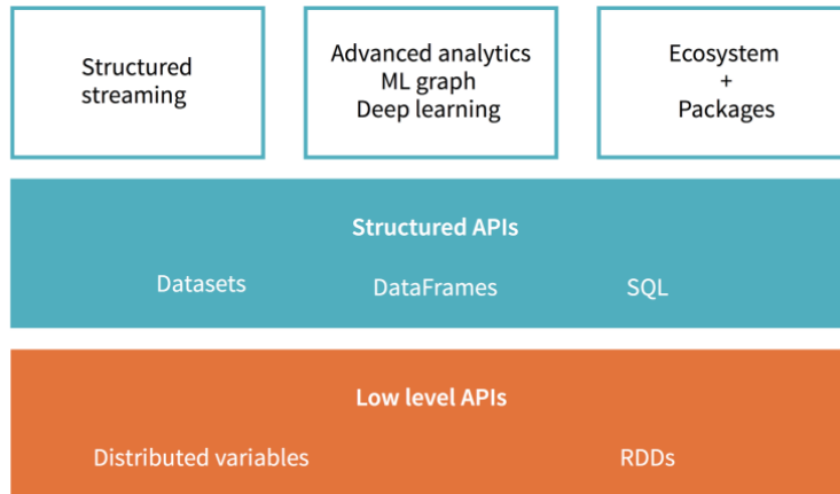 Structured
streaming
Advanced analytics
ML graph
Deep learning
Ecosystem
+
Packages
Structured APIs
Datasets
DataFrames
SQL
Low level APIs
Distributed variables
RDDs